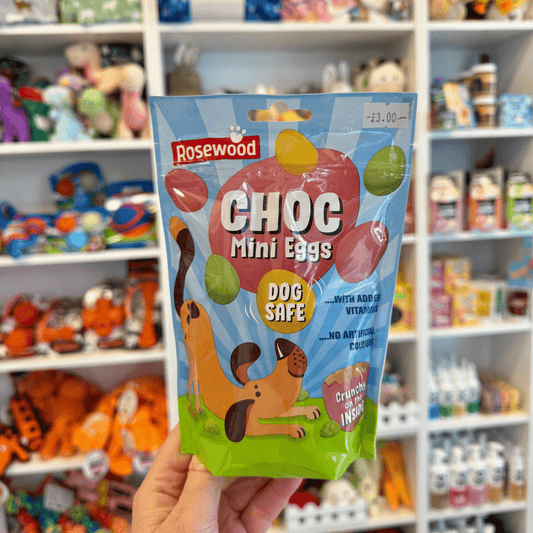 -£3.00-
Rosewood
CHOC
Mini Eggs
DOG
SAFE
....WITH ADDED
VITAMINS
....NO ARTIFICIAL
COLOURS
Crunchy
on the
INSIDE